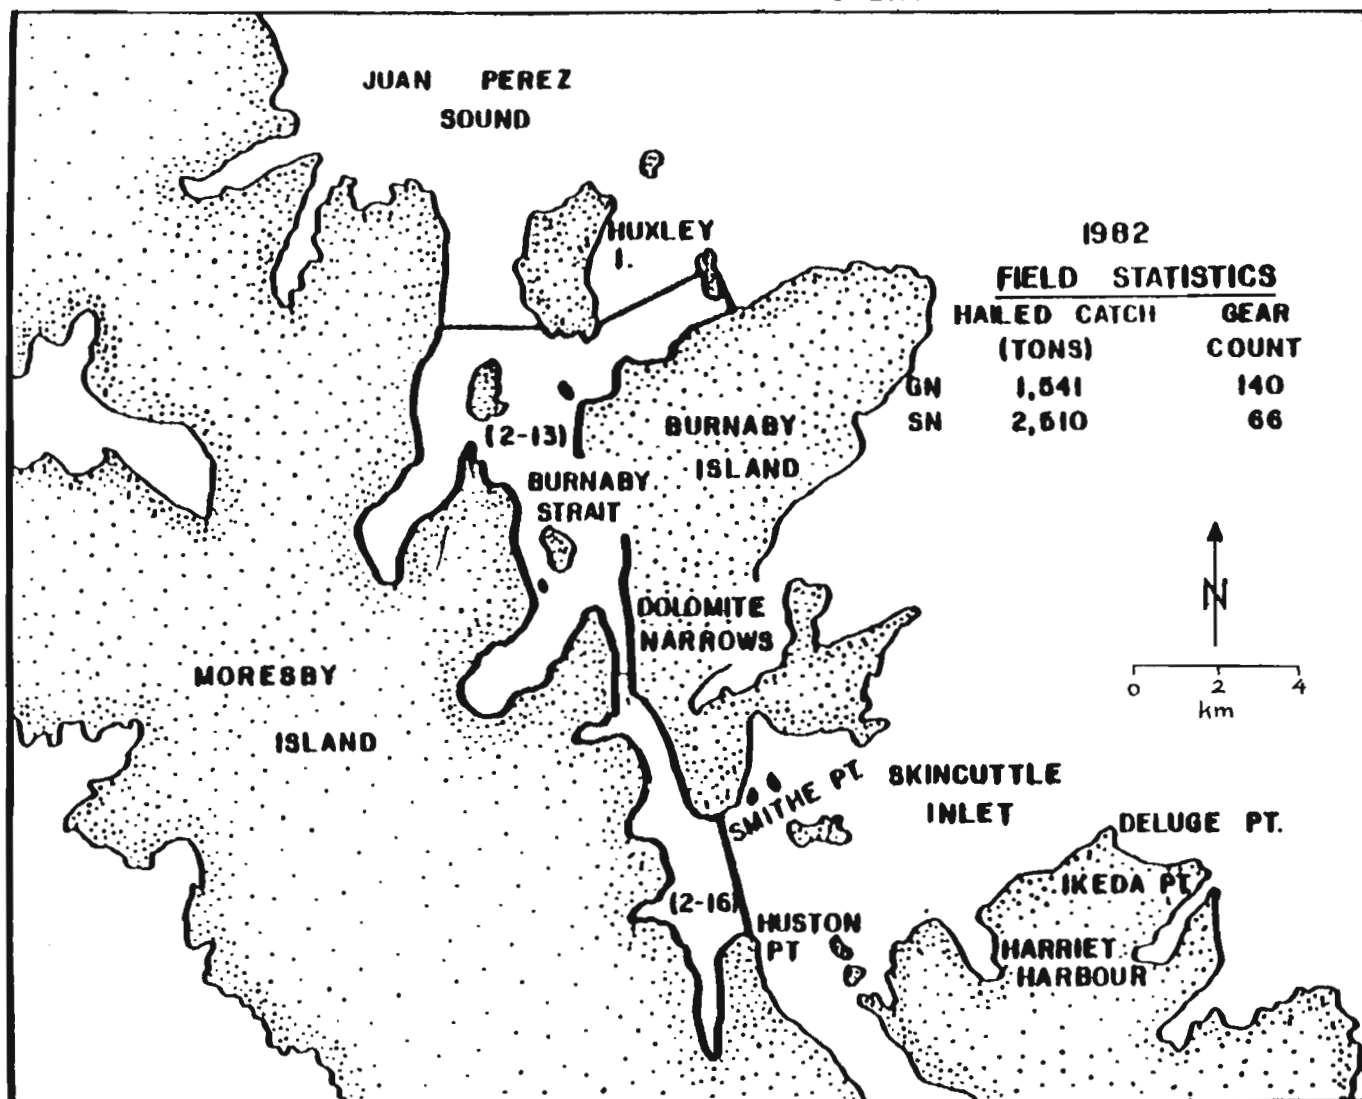 JUAN PEREZ
SOUND
HUXLEY
I.
1982
FIELD STATISTICS
HAILED CATCH GEAR
(TONS) COUNT
GN 1,541 140
SN 2,510 66
(2-13)
BURNABY
ISLAND
BURNABY
STRAIT
N
0 2 4
km
DOLOMITE
NARROWS
MORESBY
ISLAND
SMITHE PT.
SKINCUTTLE
INLET
DELUGE PT.
IKEDA PT
(2-16)
HUSTON
PT
HARRIET
HARBOUR